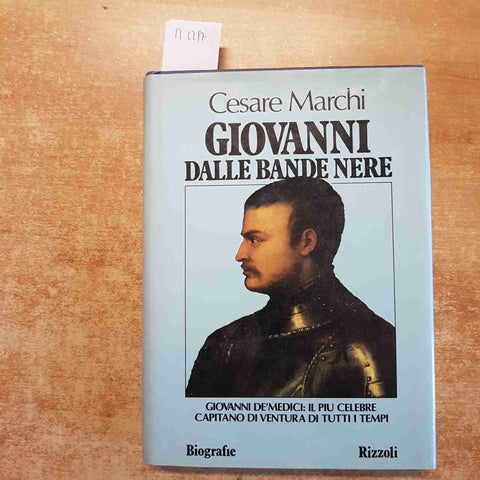 Cesare Marchi
GIOVANNI
DALLE BANDE NERE
GIOVANNI DE'MEDICI: IL PIU CELEBRE
CAPITANO DI VENTURA DI TUTTI I TEMPI
Biografie Rizzoli